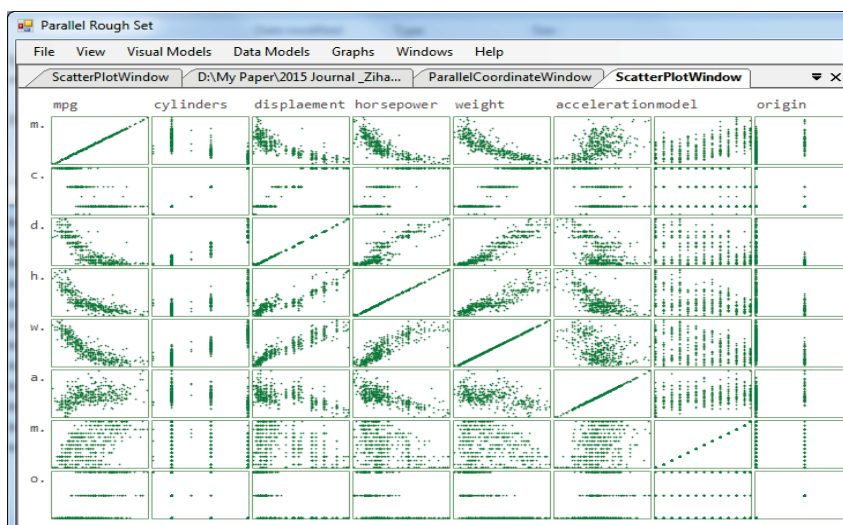 Parallel Rough Set
File View Visual Models Data Models Graphs Windows Help
ScatterPlotWindow D:\My Paper\2015 Journal _Ziha... ParallelCoordinateWindow ScatterPlotWindow
mpg cylinders displaement horsepower weight accelerationmodel origin
m.
c.
d.
h.
w.
a.
m.
o.